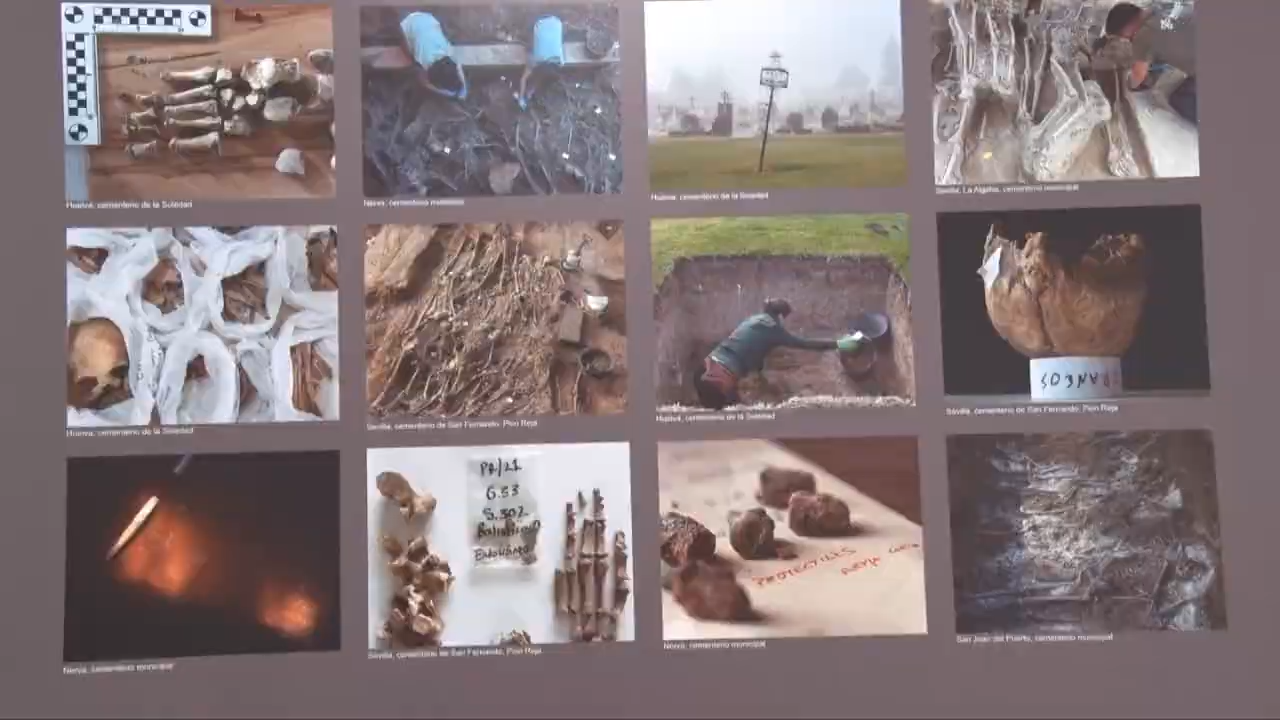 Huelva, cementerio de la Soledad
Nerva, cementerio municipal
Huelva, cementerio de la Soledad
Sevilla, La Algaba, cementerio municipal
Huelva, cementerio de la Soledad
Sevilla, cementerio de San Fernando, Pico Reja
Huelva, cementerio de la Soledad
Sevilla, cementerio de San Fernando, Pico Reja
PR/21
G.53
S.302
PROYECTILES
Nerva, cementerio municipal
Sevilla, cementerio de San Fernando, Pico Reja
Nerva, cementerio municipal
San Juan del Puerto, cementerio municipal